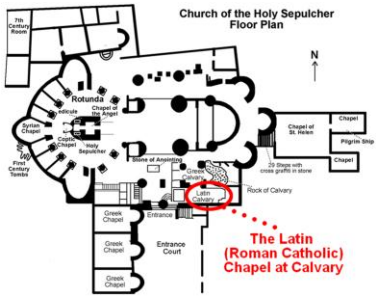 Church of the Holy Sepulcher
Floor Plan
7th
Century
Room
N
Rotunda
Chapel of
the Angel
edicule
Syrian
Chapel
Coptic
Chapel
Holy
Sepulcher
First
Century
Tombs
Chapel of
St. Helen
Chapel
Pilgrim Ship
Chapel
29 Steps with
cross graffiti in stone
Stone of Anointing
Greek
Calvary
Rock of Calvary
Latin
Calvary
Entrance
Greek
Chapel
Greek
Chapel
Greek
Chapel
Entrance
Court
The Latin
(Roman Catholic)
Chapel at Calvary